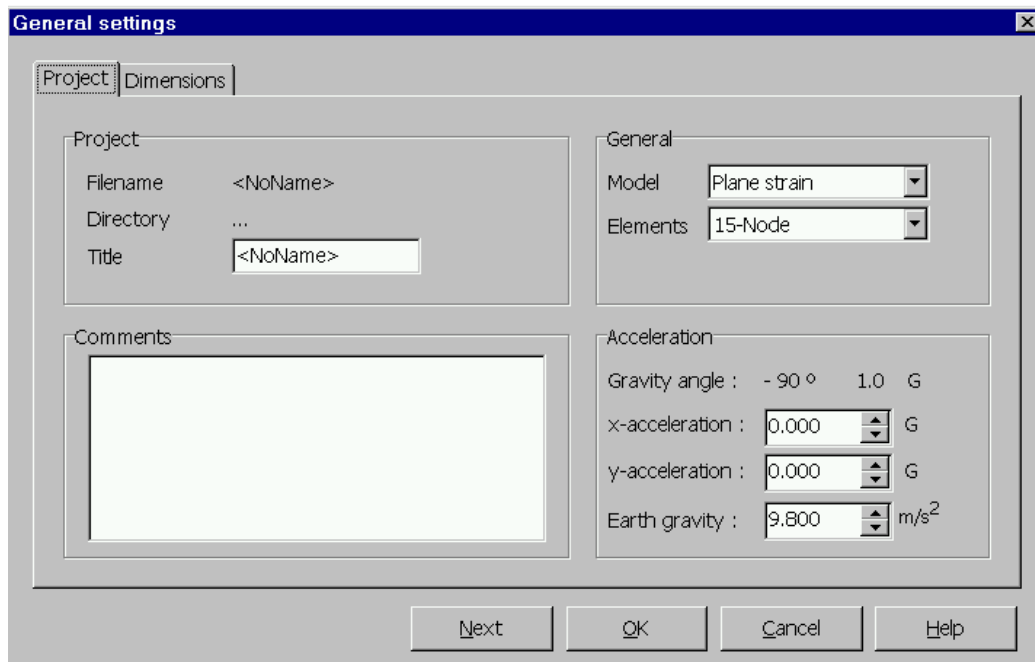 General settings
Project
Dimensions
Project
Filename <NoName>
Directory ...
Title <NoName>
General
Model Plane strain
Elements 15-Node
Comments
Acceleration
Gravity angle : - 90 º 1.0 G
x-acceleration : 0.000 G
y-acceleration : 0.000 G
Earth gravity : 9.800 m/s²
Next
OK
Cancel
Help